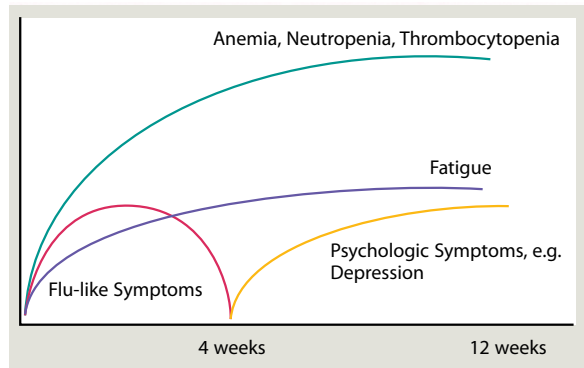 Anemia, Neutropenia, Thrombocytopenia
Fatigue
Psychologic Symptoms, e.g.
Depression
Flu-like Symptoms
4 weeks
12 weeks